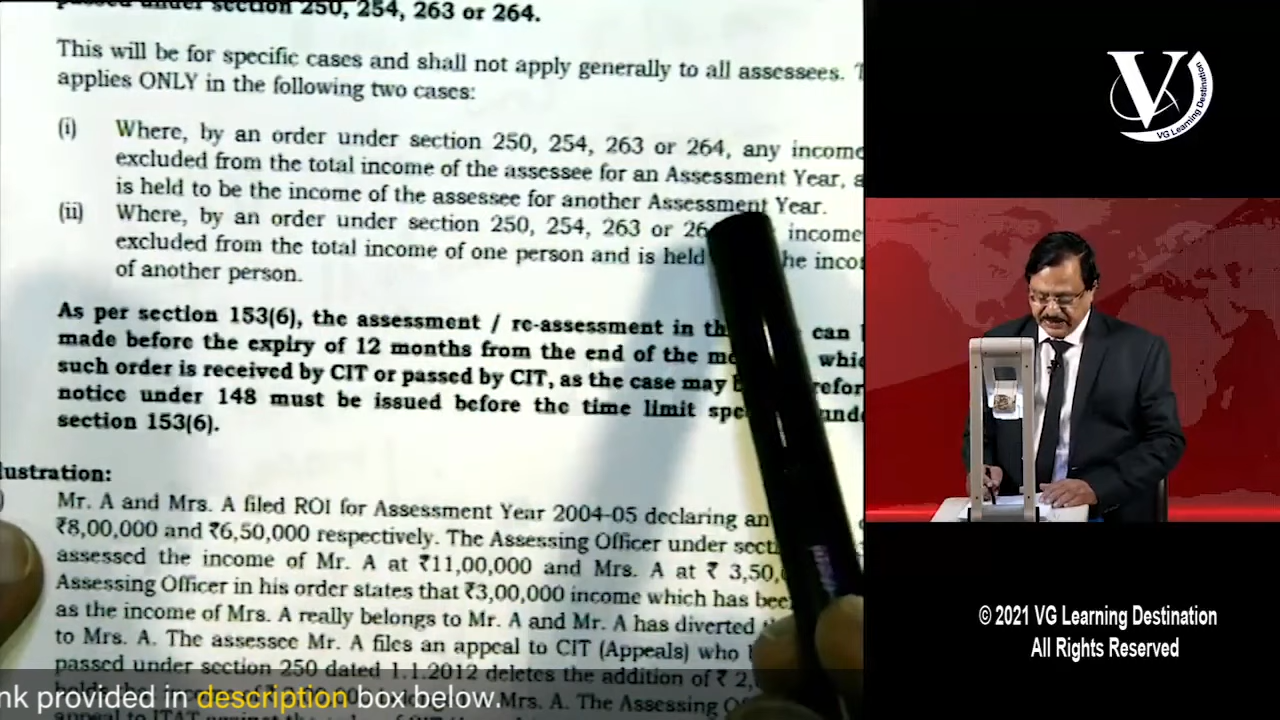 passed under section 250, 254, 263 or 264.
This will be for specific cases and shall not apply generally to all assessees.
applies ONLY in the following two cases:
(i) Where, by an order under section 250, 254, 263 or 264, any income
excluded from the total income of the assessee for an Assessment Year,
is held to be the income of the assessee for another Assessment Year.
(ii) Where, by an order under section 250, 254, 263 or income
excluded from the total income of one person and is held
of another person.
As per section 153(6), the assessment / re-assessment in can
made before the expiry of 12 months from the end of the
such order is received by CIT or passed by CIT, as the case may
notice under 148 must be issued before the time limit
section 153(6).
Mr. A and Mrs. A filed ROI for Assessment Year 2004-05 declaring an
₹8,00,000 and ₹6,50,000 respectively. The Assessing Officer under
assessed the income of Mr. A at ₹11,00,000 and Mrs. A at ₹
Assessing Officer in his order states that ₹3,00,000 income which has
as the income of Mrs. A really belongs to Mr. A and Mr. A has diverted
to Mrs. A. The assessee Mr. A files an appeal to CIT (Appeals) who
passed under section 250 dated 1.1.2012 deletes the addition of ₹
Mrs. A. The Assessing
provided in description box below.
V
VG Learning Destination
© 2021 VG Learning Destination
All Rights Reserved